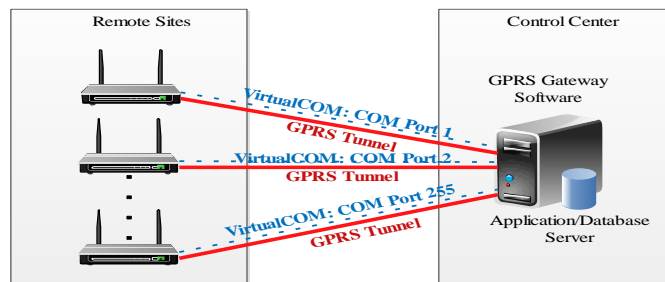 Remote Sites
Control Center
GPRS Gateway
Software
VirtualCOM: COM Port 1
GPRS Tunnel
VirtualCOM: COM Port 2
GPRS Tunnel
VirtualCOM: COM Port 255
GPRS Tunnel
Application/Database
Server